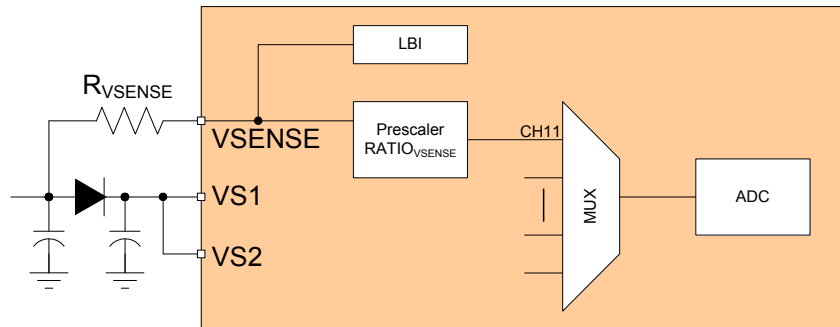 LBI
RVSENSE
VSENSE
Prescaler
RATIOVSENSE
CH11
MUX
ADC
VS1
VS2